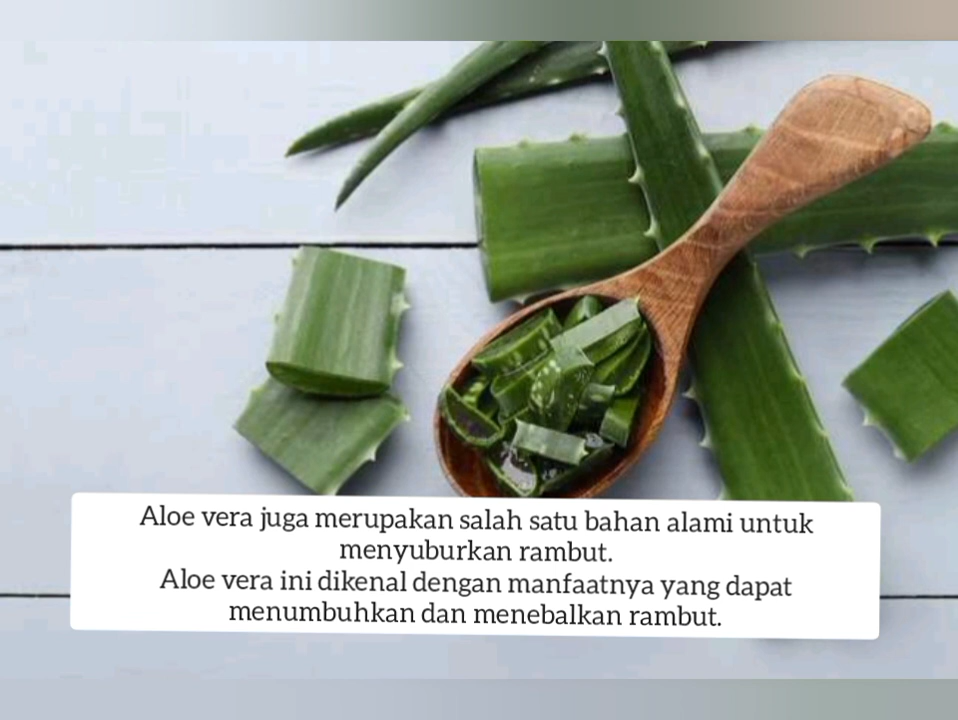 Aloe vera juga merupakan salah satu bahan alami untuk
menyuburkan rambut.
Aloe vera ini dikenal dengan manfaatnya yang dapat
menumbuhkan dan menebalkan rambut.